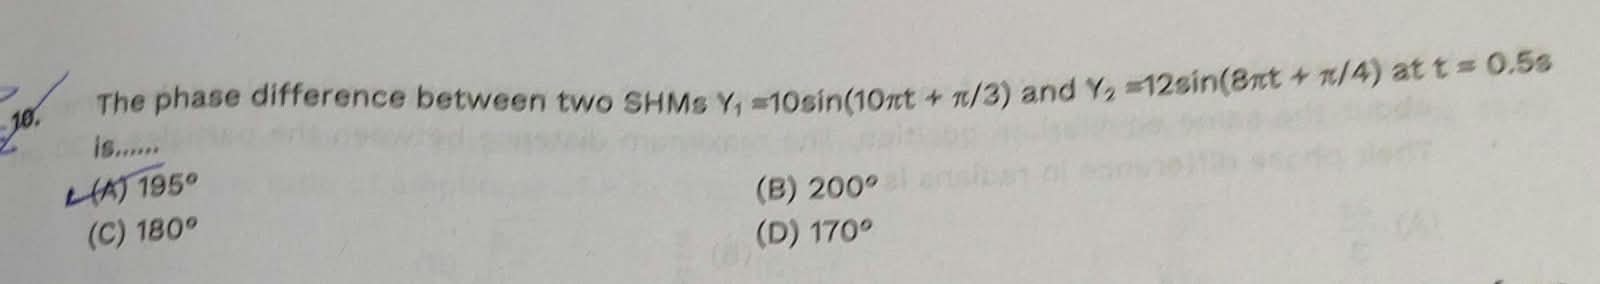 10. The phase difference between two SHMs Y₁ =10sin(10πt + π/3) and Y₂ =12sin(8πt + π/4) at t = 0.5s
is......
(A) 195° (B) 200°
(C) 180° (D) 170°